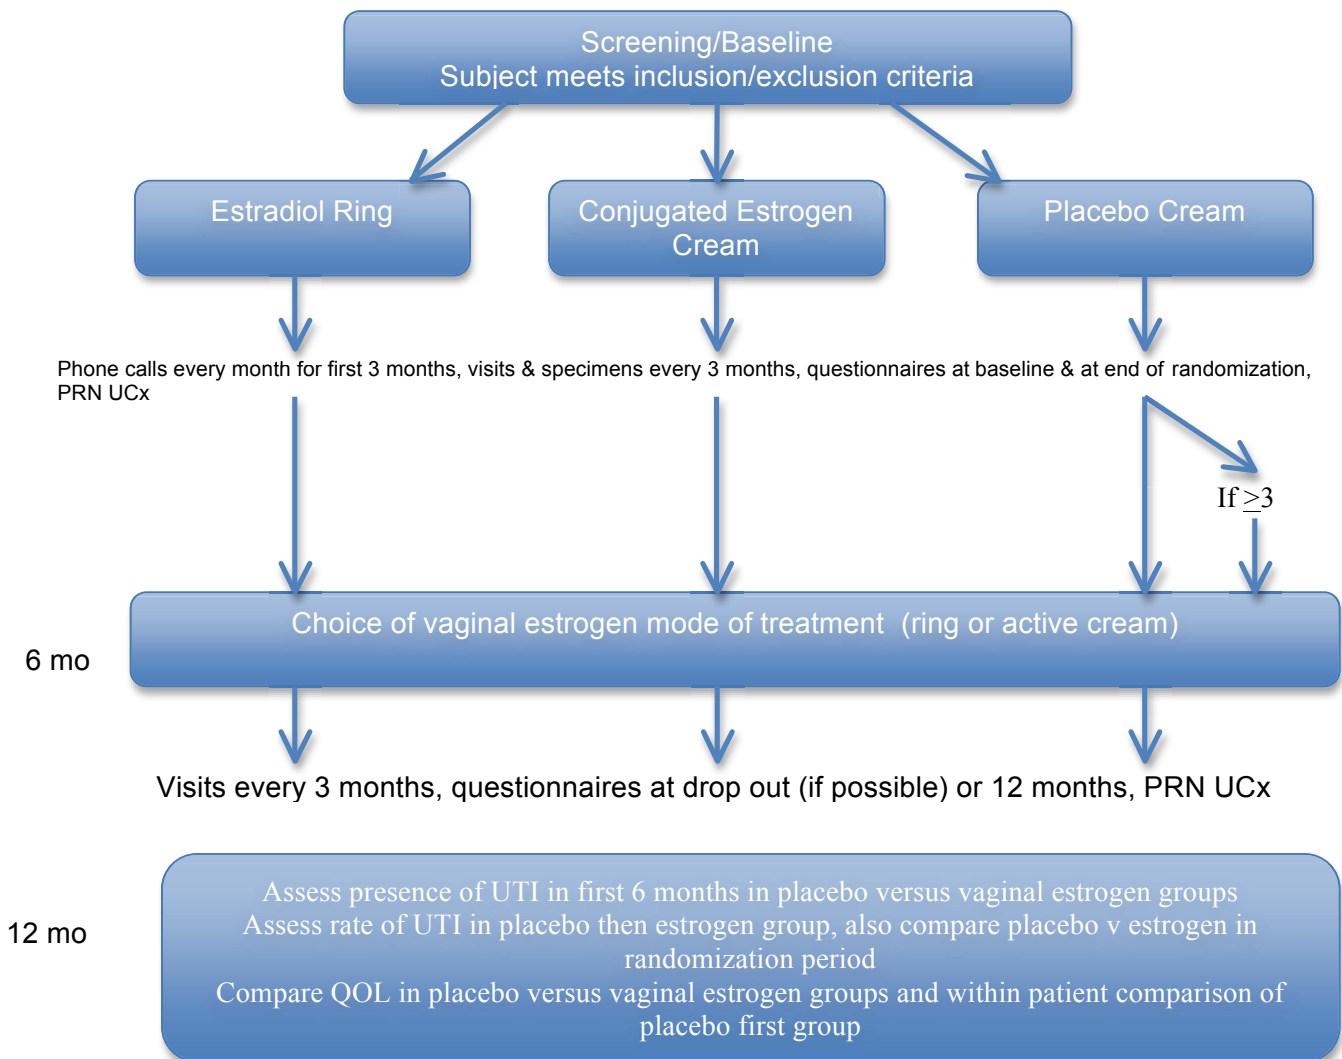 Screening/Baseline
Subject meets inclusion/exclusion criteria
Estradiol Ring
Conjugated Estrogen
Cream
Placebo Cream
Phone calls every month for first 3 months, visits & specimens every 3 months, questionnaires at baseline & at end of randomization,
PRN UCx
If ≥3
Choice of vaginal estrogen mode of treatment (ring or active cream)
6 mo
Visits every 3 months, questionnaires at drop out (if possible) or 12 months, PRN UCx
12 mo
Assess presence of UTI in first 6 months in placebo versus vaginal estrogen groups
Assess rate of UTI in placebo then estrogen group, also compare placebo v estrogen in
randomization period
Compare QOL in placebo versus vaginal estrogen groups and within patient comparison of
placebo first group